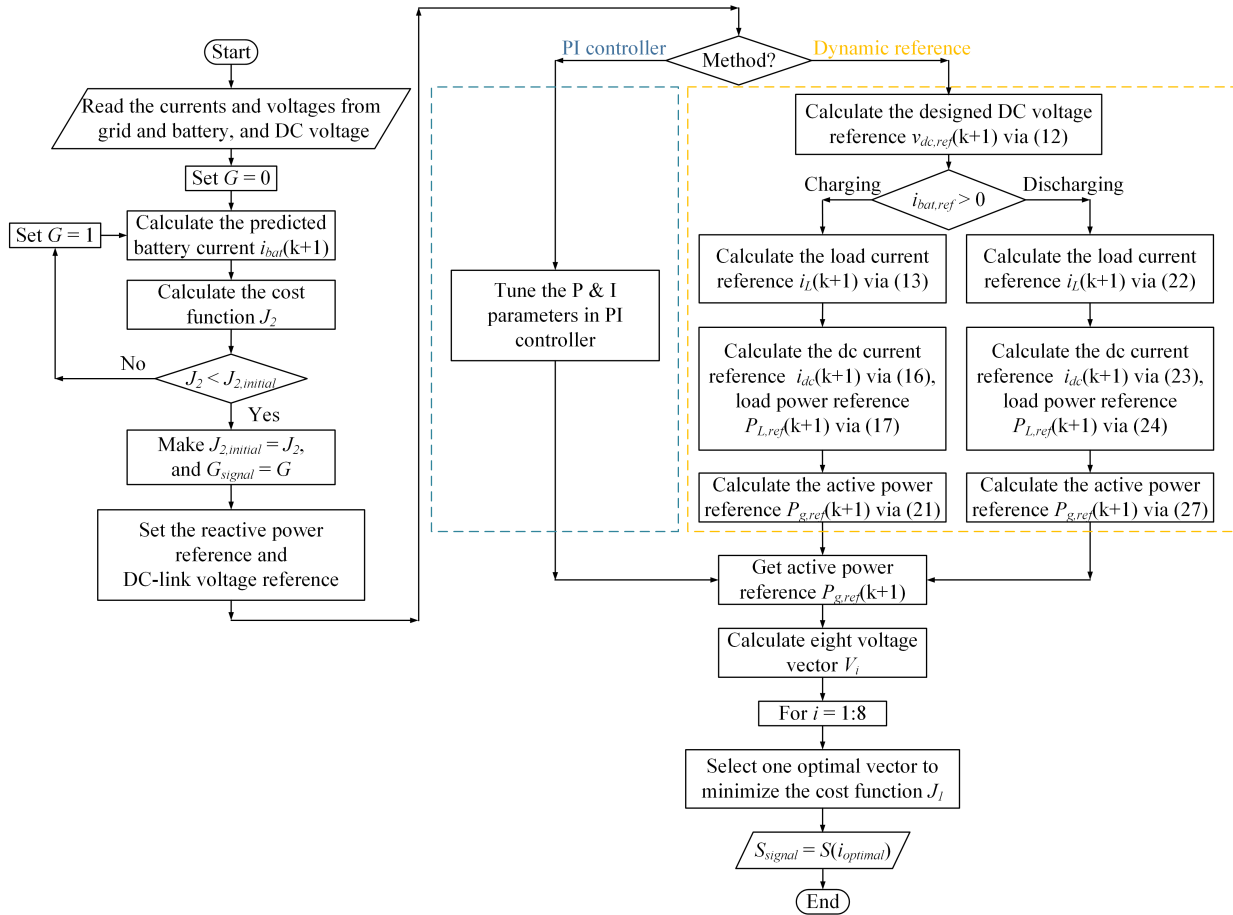 Start
Read the currents and voltages from
grid and battery, and DC voltage
Set G = 0
Set G = 1
Calculate the predicted
battery current i_bat(k+1)
Calculate the cost
function J_2
No
J_2 < J_2,initial
Yes
Make J_2,initial = J_2,
and G_signal = G
Set the reactive power
reference and
DC-link voltage reference
PI controller
Method?
Dynamic reference
Tune the P & I
parameters in PI
controller
Calculate the designed DC voltage
reference v_dc,ref(k+1) via (12)
Charging
i_bat,ref > 0
Discharging
Calculate the load current
reference i_L(k+1) via (13)
Calculate the dc current
reference i_dc(k+1) via (16),
load power reference
P_L,ref(k+1) via (17)
Calculate the active power
reference P_g,ref(k+1) via (21)
Calculate the load current
reference i_L(k+1) via (22)
Calculate the dc current
reference i_dc(k+1) via (23),
load power reference
P_L,ref(k+1) via (24)
Calculate the active power
reference P_g,ref(k+1) via (27)
Get active power
reference P_g,ref(k+1)
Calculate eight voltage
vector V_i
For i = 1:8
Select one optimal vector to
minimize the cost function J_1
S_signal = S(i_optimal)
End